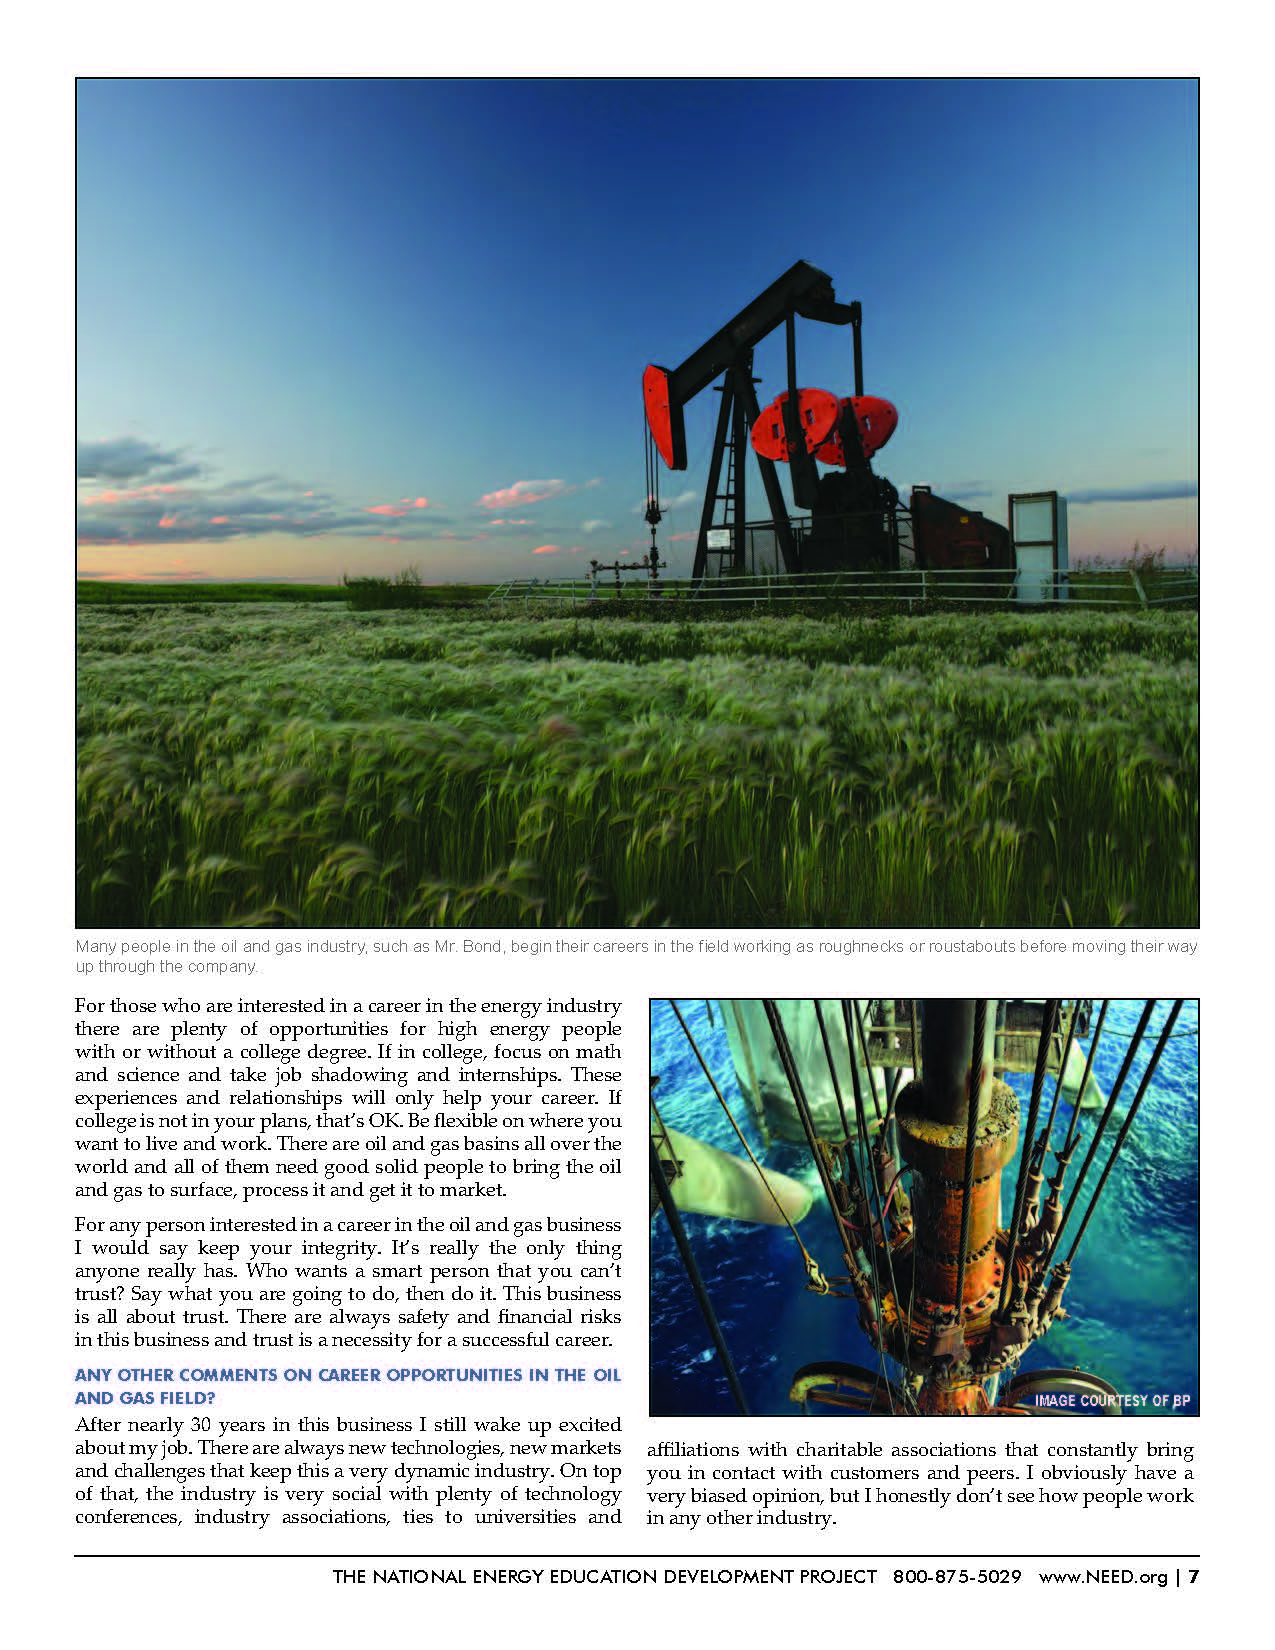 Many people in the oil and gas industry, such as Mr. Bond, begin their careers in the field working as roughnecks or roustabouts before moving their way
up through the company.
For those who are interested in a career in the energy industry
there are plenty of opportunities for high energy people
with or without a college degree. If in college, focus on math
and science and take job shadowing and internships. These
experiences and relationships will only help your career. If
college is not in your plans, that’s OK. Be flexible on where you
want to live and work. There are oil and gas basins all over the
world and all of them need good solid people to bring the oil
and gas to surface, process it and get it to market.
For any person interested in a career in the oil and gas business
I would say keep your integrity. It’s really the only thing
anyone really has. Who wants a smart person that you can’t
trust? Say what you are going to do, then do it. This business
is all about trust. There are always safety and financial risks
in this business and trust is a necessity for a successful career.
ANY OTHER COMMENTS ON CAREER OPPORTUNITIES IN THE OIL
AND GAS FIELD?
After nearly 30 years in this business I still wake up excited
about my job. There are always new technologies, new markets
and challenges that keep this a very dynamic industry. On top
of that, the industry is very social with plenty of technology
conferences, industry associations, ties to universities and
IMAGE COURTESY OF BP
affiliations with charitable associations that constantly bring
you in contact with customers and peers. I obviously have a
very biased opinion, but I honestly don’t see how people work
in any other industry.
THE NATIONAL ENERGY EDUCATION DEVELOPMENT PROJECT 800-875-5029 www.NEED.org | 7